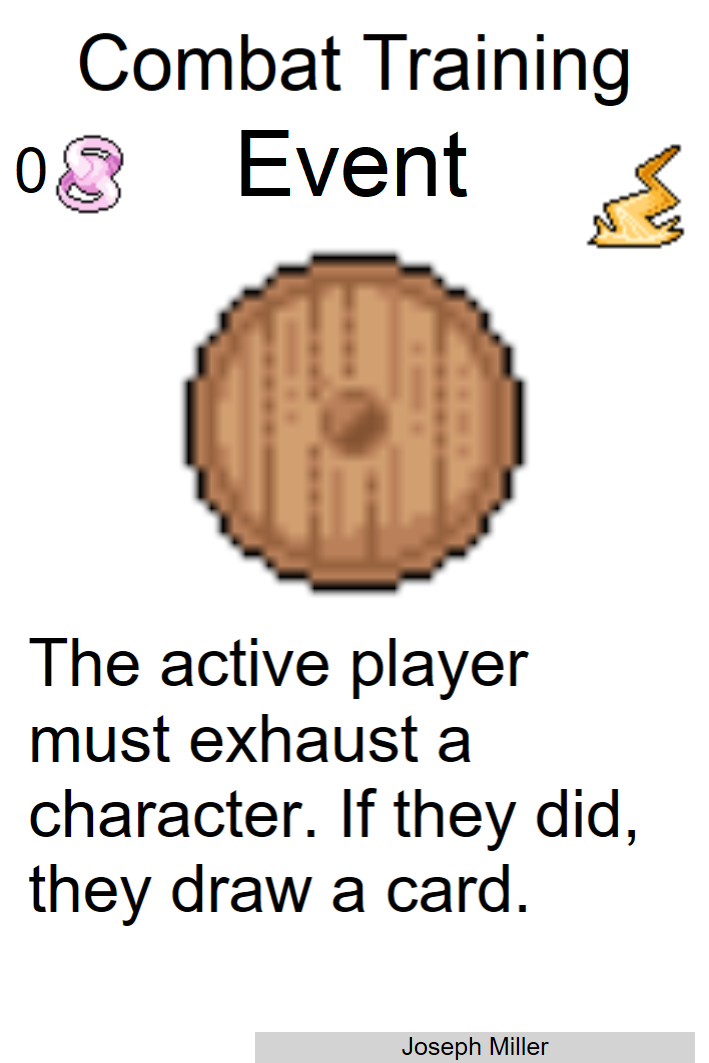 Combat Training
0
Event
The active player
must exhaust a
character. If they did,
they draw a card.
Joseph Miller